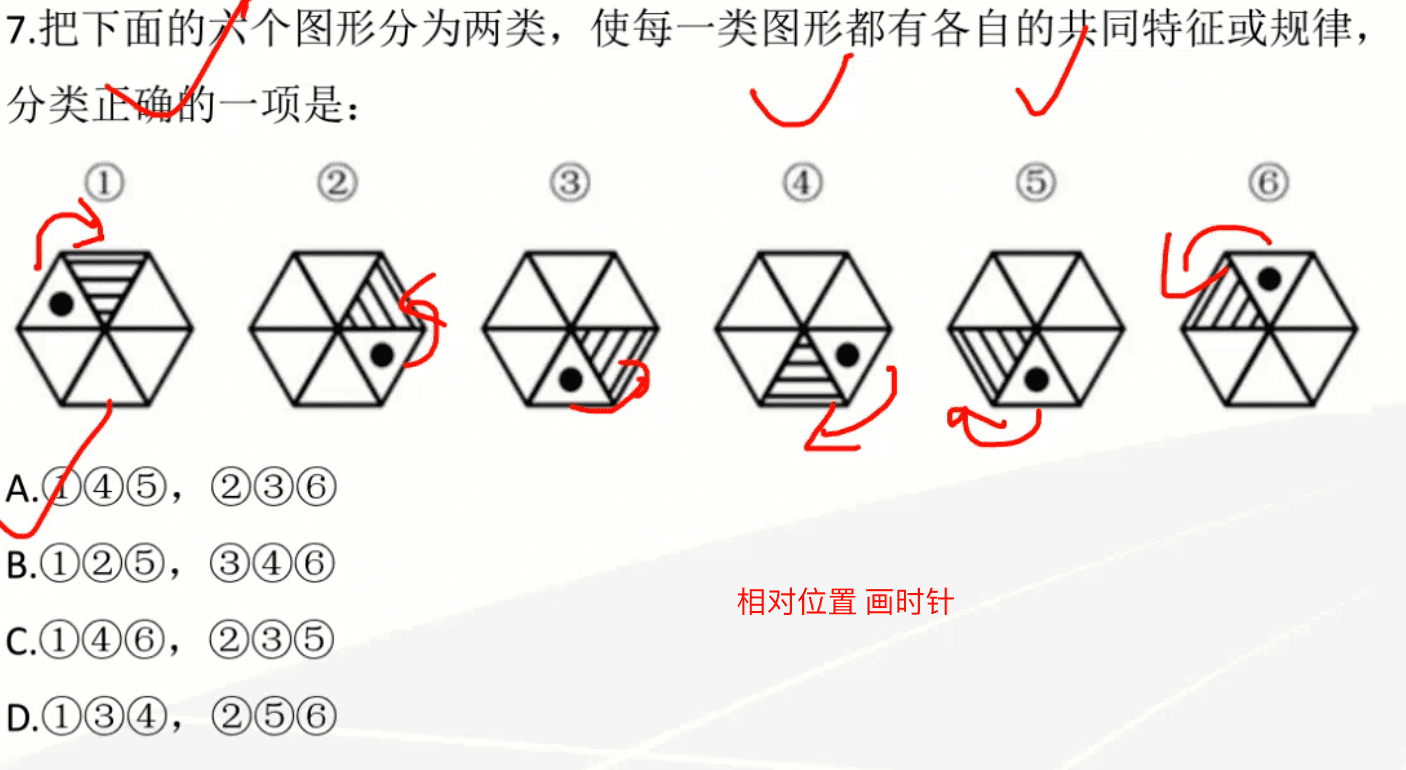 7.把下面的六个图形分为两类，使每一类图形都有各自的共同特征或规律，
分类正确的一项是：
① ② ③ ④ ⑤ ⑥
A.①④⑤，②③⑥
B.①②⑤，③④⑥
相对位置 画时针
C.①④⑥，②③⑤
D.①③④，②⑤⑥